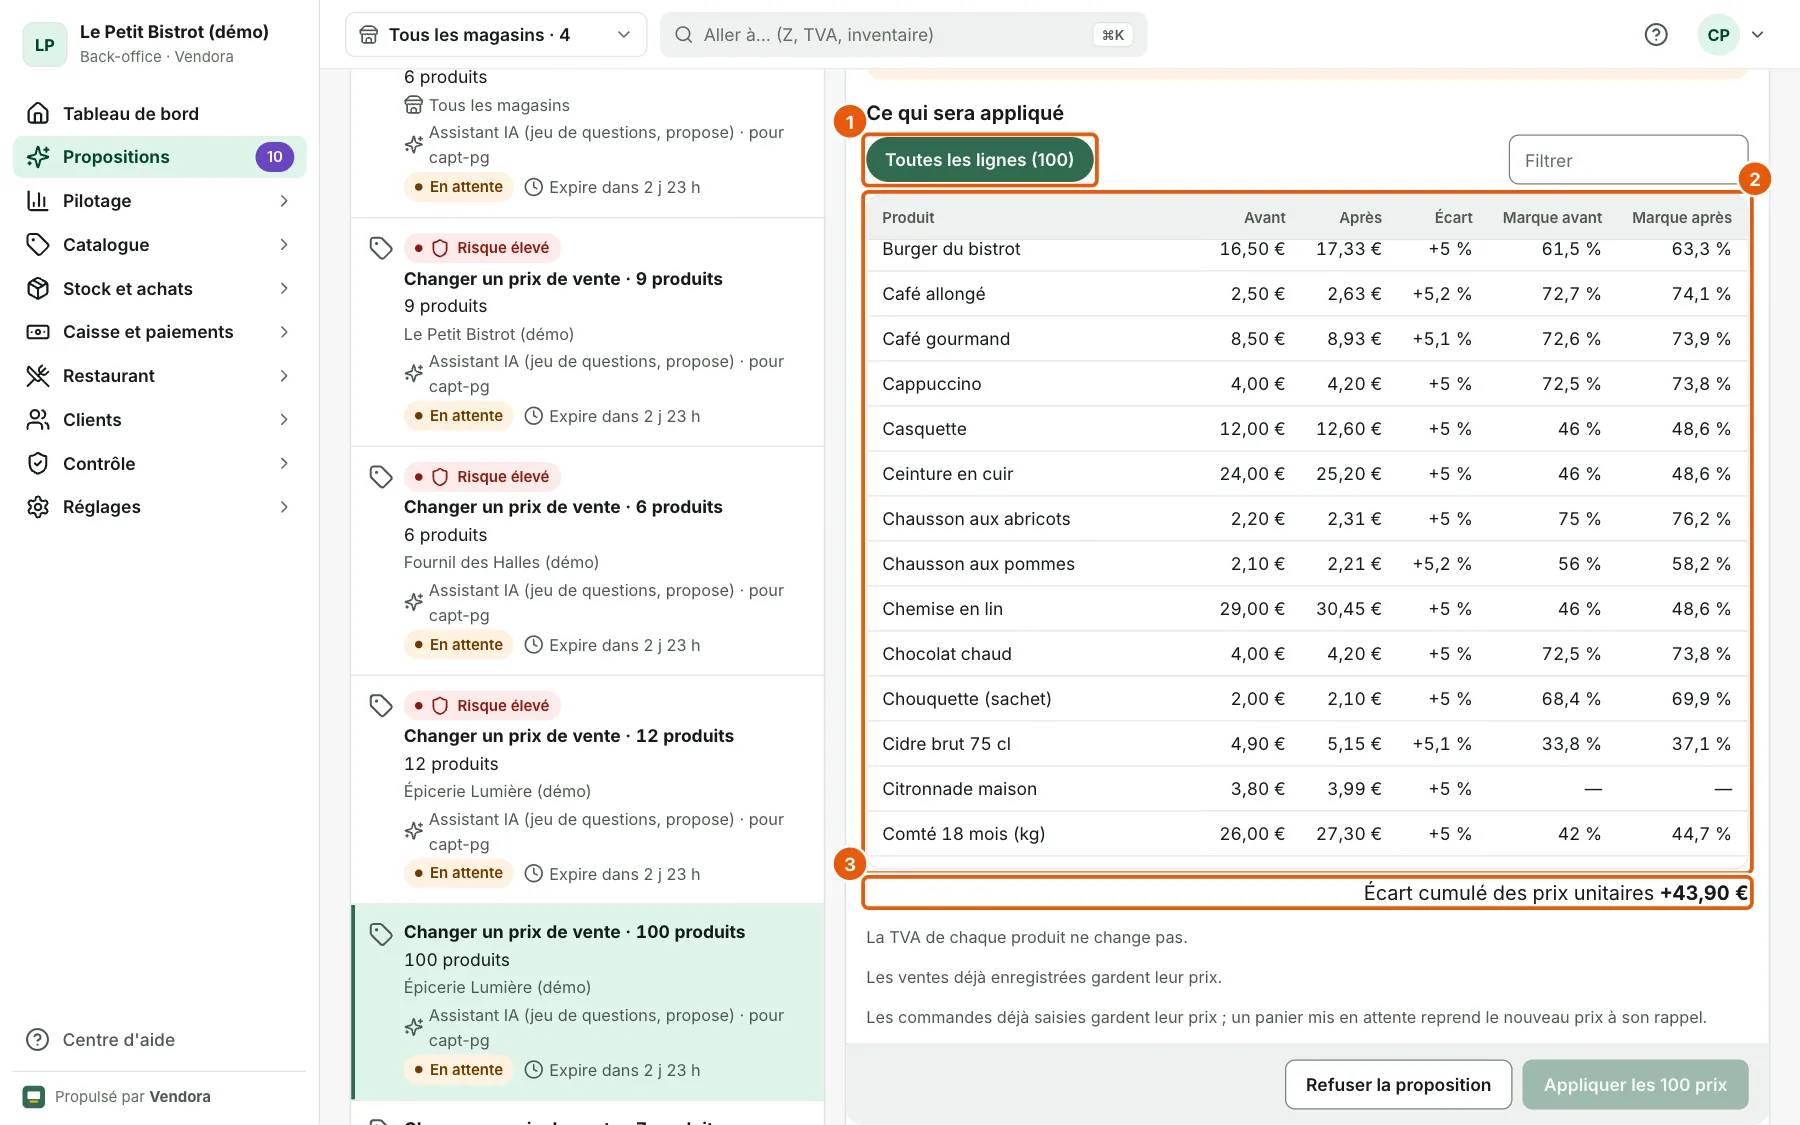 LP
Le Petit Bistrot (démo)
Back-office · Vendora
Tous les magasins · 4
Aller à... (Z, TVA, inventaire)
⌘K
CP
Tableau de bord
Propositions
10
Pilotage
Catalogue
Stock et achats
Caisse et paiements
Restaurant
Clients
Contrôle
Réglages
Centre d'aide
Propulsé par Vendora
6 produits
Tous les magasins
Assistant IA (jeu de questions, propose) · pour
capt-pg
En attente
Expire dans 2 j 23 h
Risque élevé
Changer un prix de vente · 9 produits
9 produits
Le Petit Bistrot (démo)
Assistant IA (jeu de questions, propose) · pour
capt-pg
En attente
Expire dans 2 j 23 h
Risque élevé
Changer un prix de vente · 6 produits
6 produits
Fournil des Halles (démo)
Assistant IA (jeu de questions, propose) · pour
capt-pg
En attente
Expire dans 2 j 23 h
Risque élevé
Changer un prix de vente · 12 produits
12 produits
Épicerie Lumière (démo)
Assistant IA (jeu de questions, propose) · pour
capt-pg
En attente
Expire dans 2 j 23 h
Changer un prix de vente · 100 produits
100 produits
Épicerie Lumière (démo)
Assistant IA (jeu de questions, propose) · pour
capt-pg
En attente
Expire dans 2 j 23 h
1
Ce qui sera appliqué
Toutes les lignes (100)
Filtrer
2
Produit Avant Après Écart Marque avant Marque après
Burger du bistrot 16,50 € 17,33 € +5 % 61,5 % 63,3 %
Café allongé 2,50 € 2,63 € +5,2 % 72,7 % 74,1 %
Café gourmand 8,50 € 8,93 € +5,1 % 72,6 % 73,9 %
Cappuccino 4,00 € 4,20 € +5 % 72,5 % 73,8 %
Casquette 12,00 € 12,60 € +5 % 46 % 48,6 %
Ceinture en cuir 24,00 € 25,20 € +5 % 46 % 48,6 %
Chausson aux abricots 2,20 € 2,31 € +5 % 75 % 76,2 %
Chausson aux pommes 2,10 € 2,21 € +5,2 % 56 % 58,2 %
Chemise en lin 29,00 € 30,45 € +5 % 46 % 48,6 %
Chocolat chaud 4,00 € 4,20 € +5 % 72,5 % 73,8 %
Chouquette (sachet) 2,00 € 2,10 € +5 % 68,4 % 69,9 %
Cidre brut 75 cl 4,90 € 5,15 € +5,1 % 33,8 % 37,1 %
Citronnade maison 3,80 € 3,99 € +5 % — —
Comté 18 mois (kg) 26,00 € 27,30 € +5 % 42 % 44,7 %
3
Écart cumulé des prix unitaires +43,90 €
La TVA de chaque produit ne change pas.
Les ventes déjà enregistrées gardent leur prix.
Les commandes déjà saisies gardent leur prix ; un panier mis en attente reprend le nouveau prix à son rappel.
Refuser la proposition
Appliquer les 100 prix